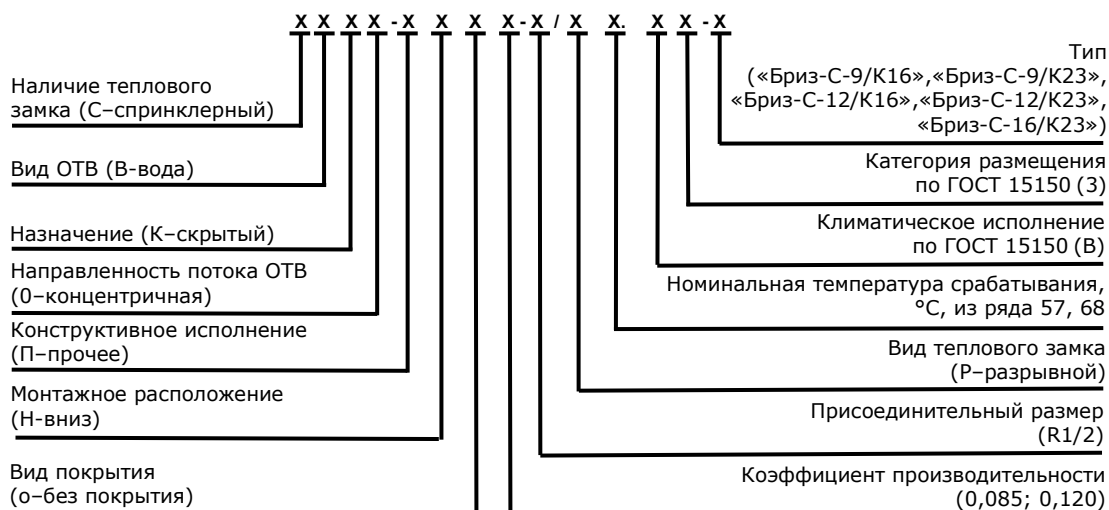 X X X X - X X X X - X / X X. X X - X
Наличие теплового
замка (С–спринклерный)
Вид ОТВ (В-вода)
Назначение (К–скрытый)
Направленность потока ОТВ
(0–концентричная)
Конструктивное исполнение
(П–прочее)
Монтажное расположение
(Н-вниз)
Вид покрытия
(о–без покрытия)
Тип
(«Бриз-С-9/К16»,«Бриз-С-9/К23»,
«Бриз-С-12/К16»,«Бриз-С-12/К23»,
«Бриз-С-16/К23»)
Категория размещения
по ГОСТ 15150 (3)
Климатическое исполнение
по ГОСТ 15150 (В)
Номинальная температура срабатывания,
°С, из ряда 57, 68
Вид теплового замка
(Р–разрывной)
Присоединительный размер
(R1/2)
Коэффициент производительности
(0,085; 0,120)